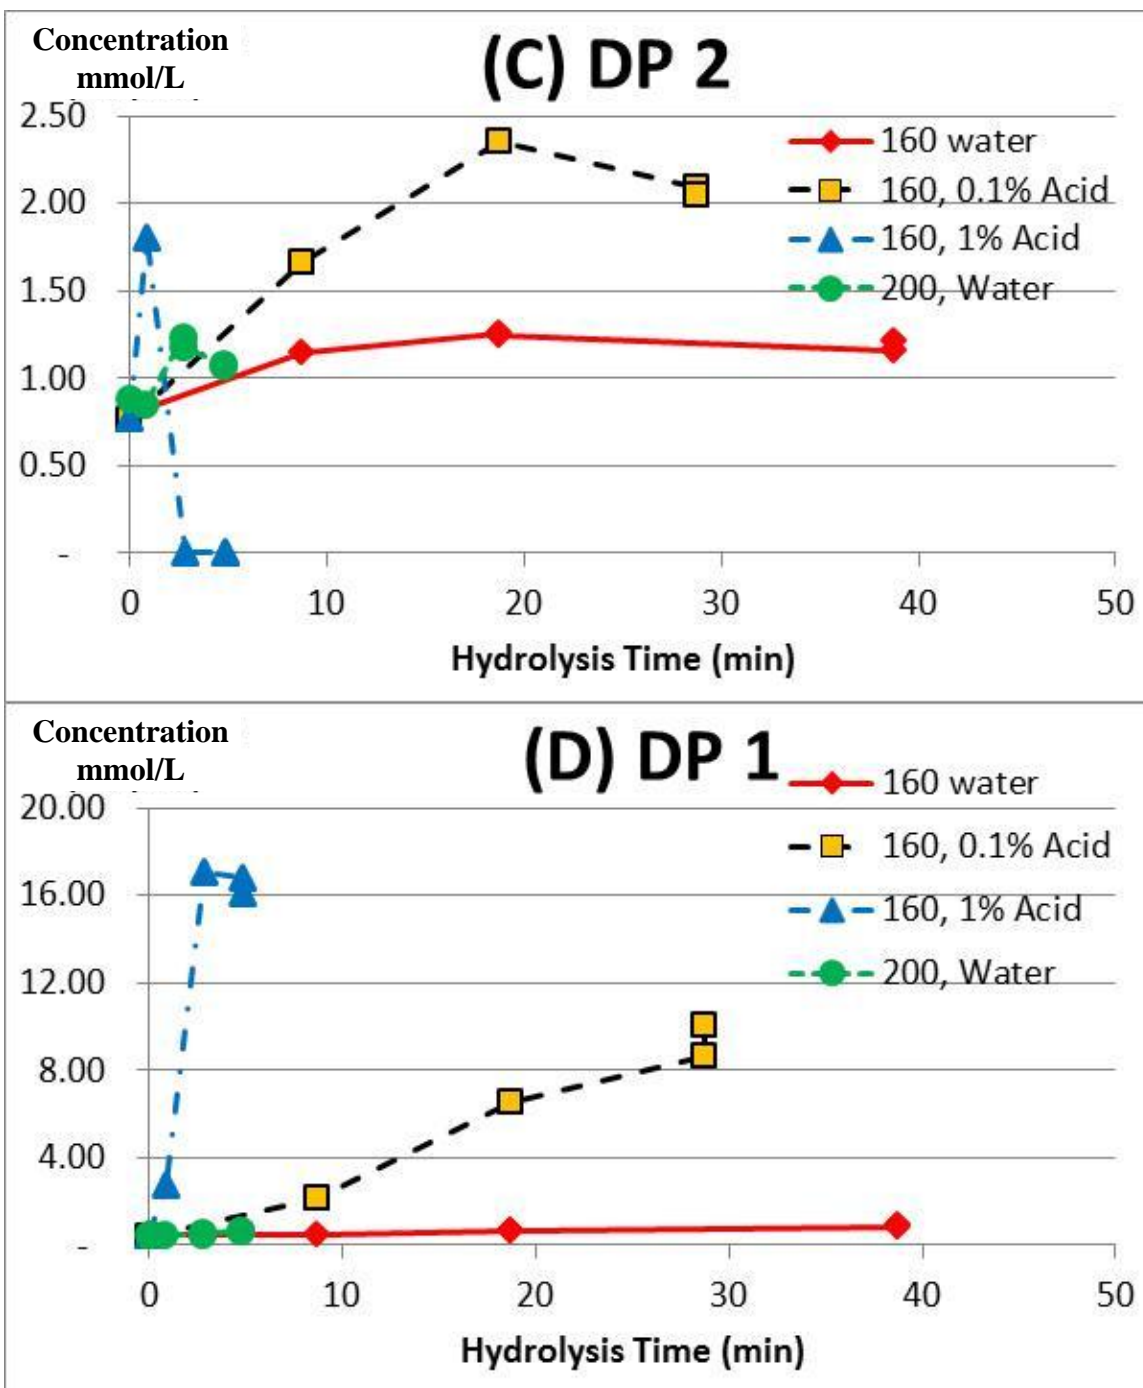 Concentration
mmol/L
(C) DP 2
2.50
2.00
1.50
1.00
0.50
-
160 water
160, 0.1% Acid
160, 1% Acid
200, Water
0 10 20 30 40 50
Hydrolysis Time (min)
Concentration
mmol/L
(D) DP 1
20.00
16.00
12.00
8.00
4.00
-
160 water
160, 0.1% Acid
160, 1% Acid
200, Water
0 10 20 30 40 50
Hydrolysis Time (min)